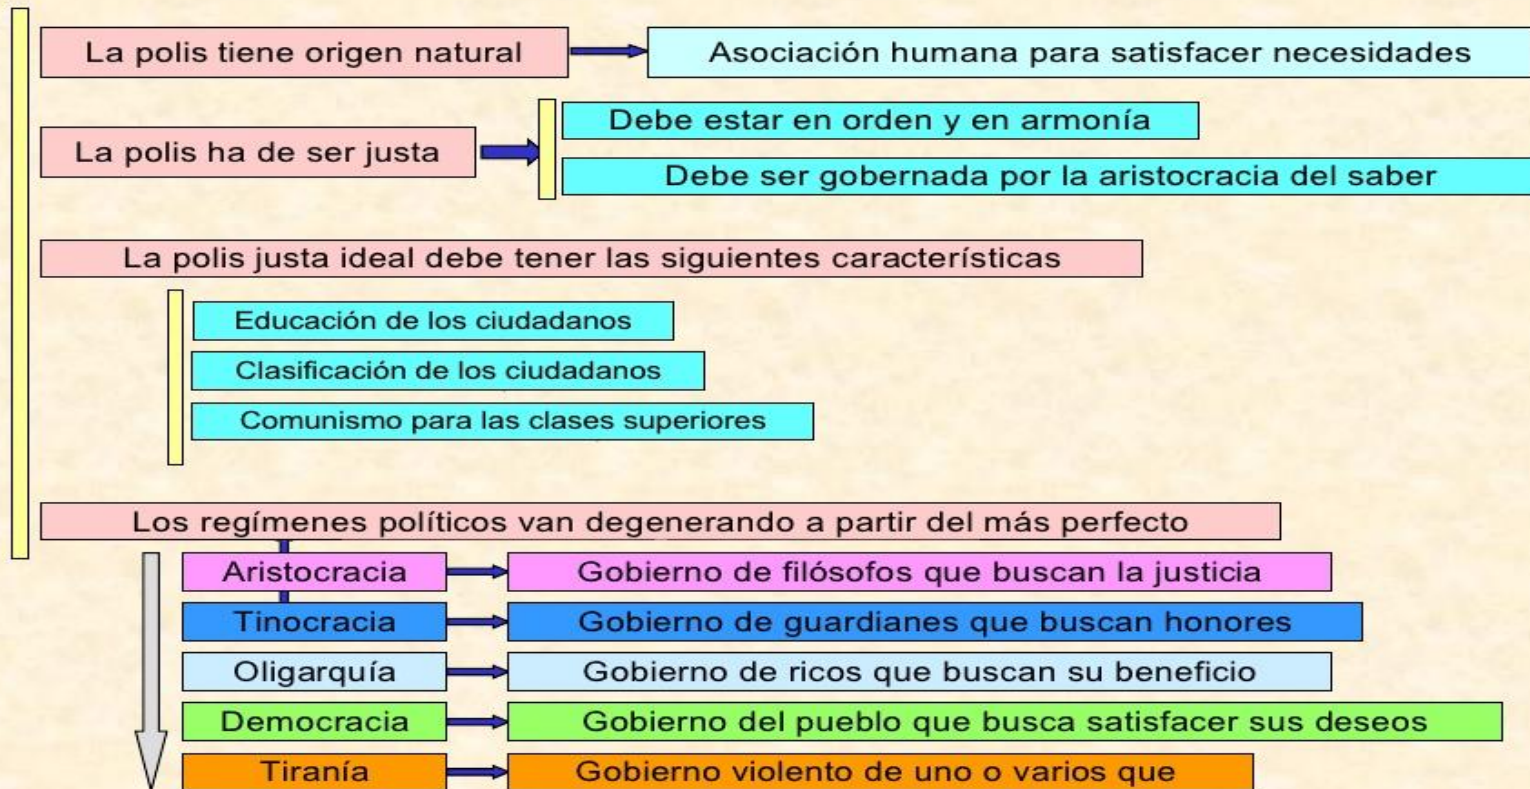 La polis tiene origen natural
Asociación humana para satisfacer necesidades
La polis ha de ser justa
Debe estar en orden y en armonía
Debe ser gobernada por la aristocracia del saber
La polis justa ideal debe tener las siguientes característísticas
Educación de los ciudadanos
Clasificación de los ciudadanos
Comunismo para las clases superiores
Los regímenes políticos van degenerando a partir del más perfecto
Aristocracia
Gobierno de filósofos que buscan la justicia
Tinocracia
Gobierno de guardianes que buscan honores
Oligarquía
Gobierno de ricos que buscan su beneficio
Democracia
Gobierno del pueblo que busca satisfacer sus deseos
Tiranía
Gobierno violento de uno o varios que